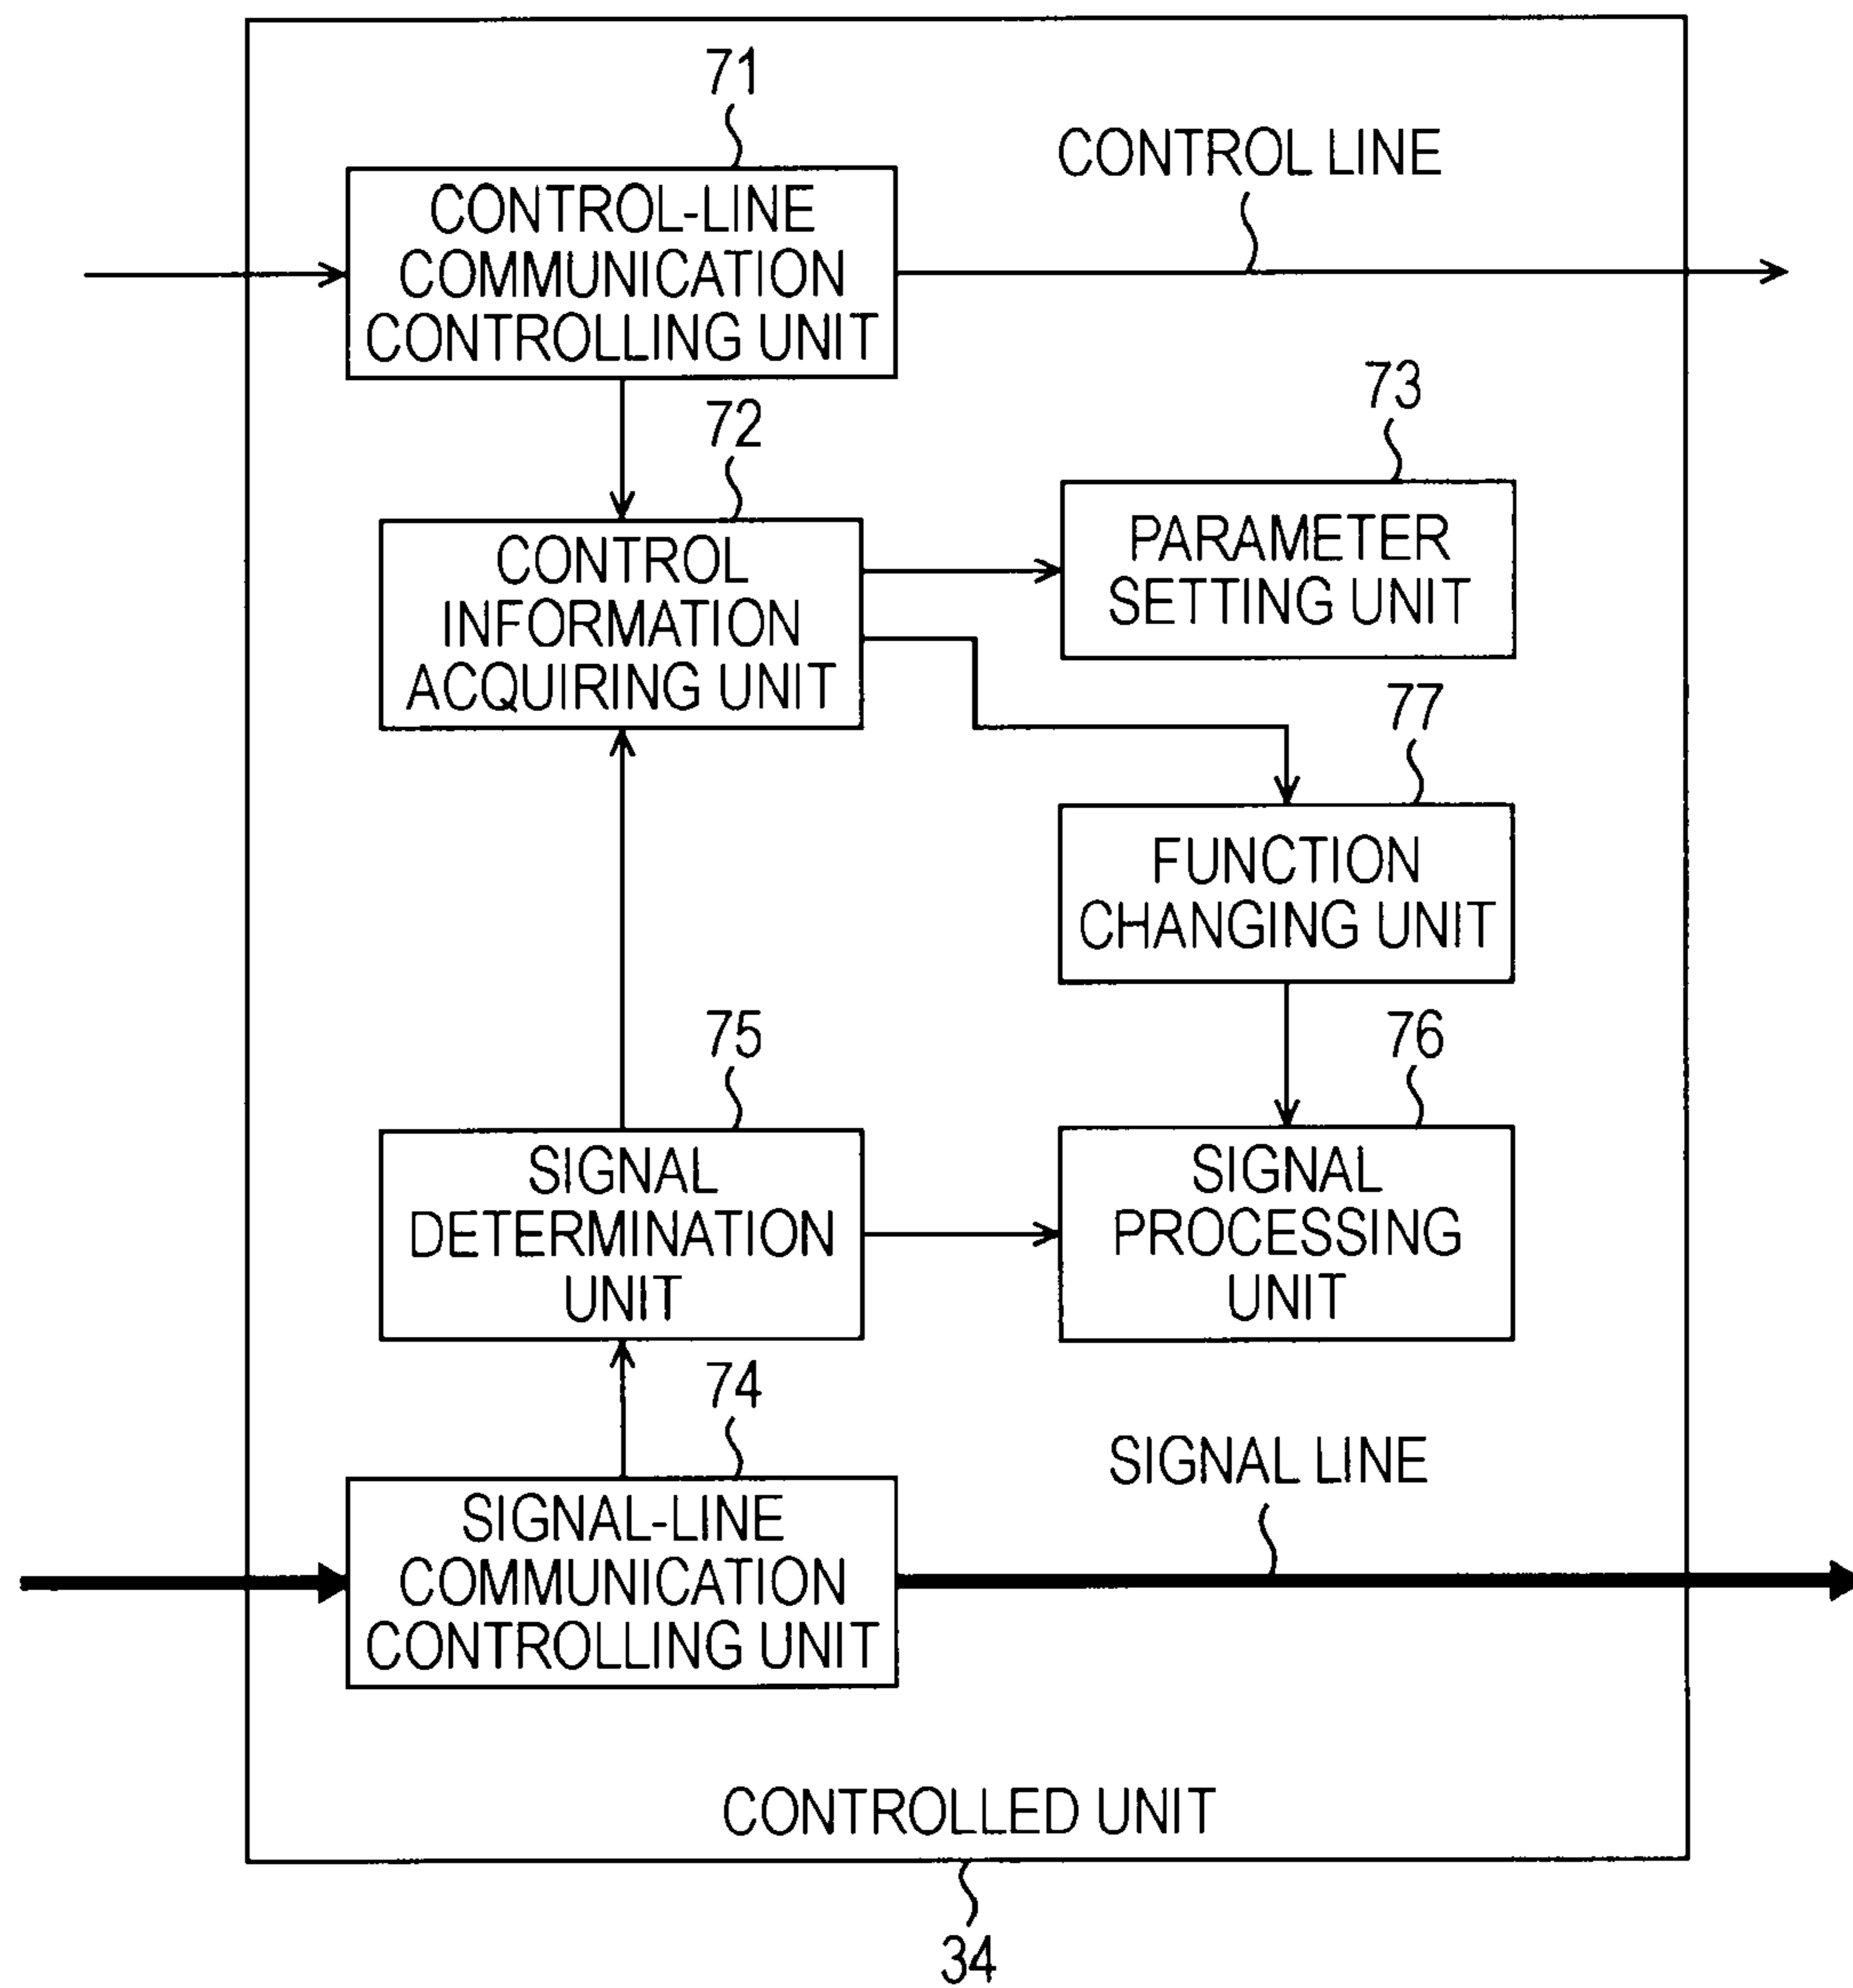 71
CONTROL LINE
CONTROL-LINE
COMMUNICATION
CONTROLLING UNIT
72
73
CONTROL
INFORMATION
ACQUIRING UNIT
PARAMETER
SETTING UNIT
77
FUNCTION
CHANGING UNIT
75
76
SIGNAL
DETERMINATION
UNIT
SIGNAL
PROCESSING
UNIT
74
SIGNAL LINE
SIGNAL-LINE
COMMUNICATION
CONTROLLING UNIT
CONTROLLED UNIT
34